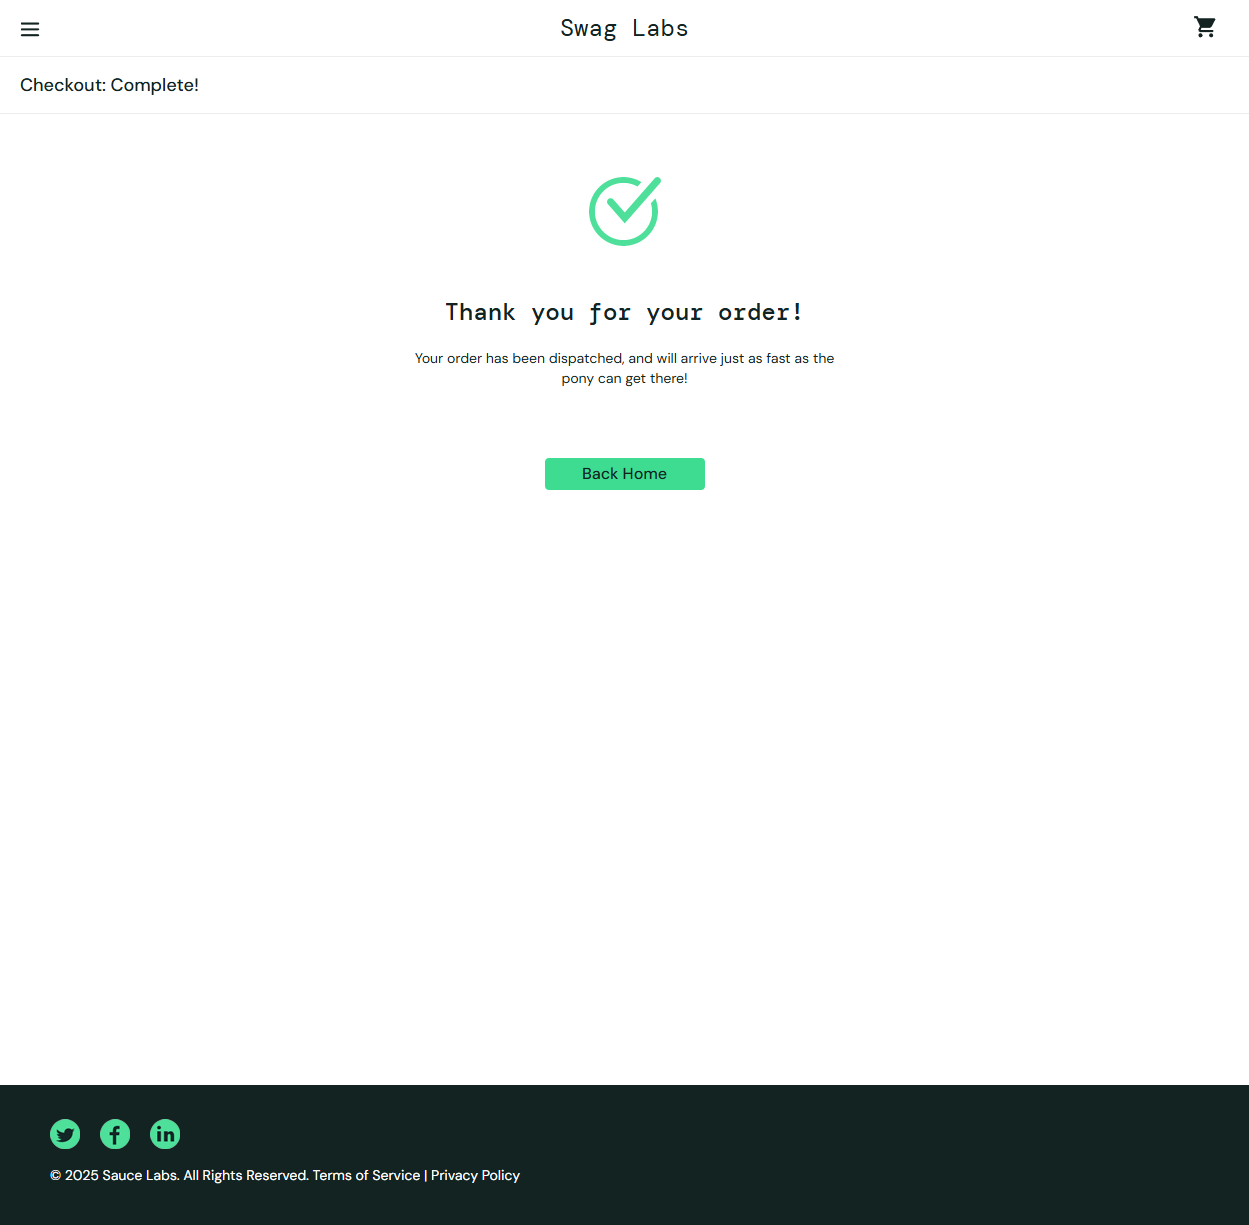 Swag Labs
Checkout: Complete!
Thank you for your order!
Your order has been dispatched, and will arrive just as fast as the
pony can get there!
Back Home
© 2025 Sauce Labs. All Rights Reserved. Terms of Service | Privacy Policy